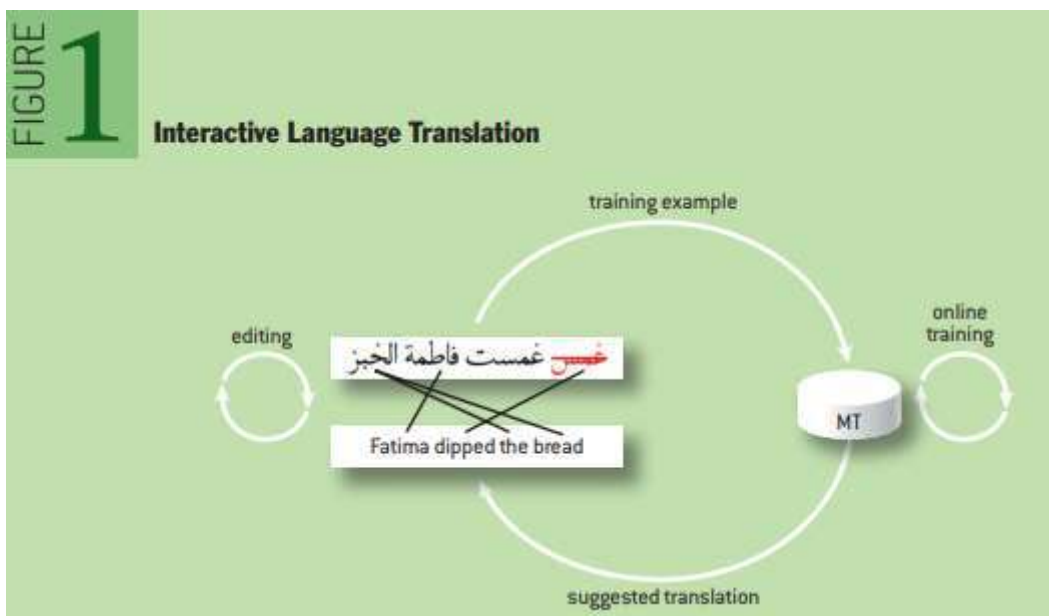 FIGURE 1
Interactive Language Translation
training example
editing
online
training
غمس غمست فاطمة الخبز
MT
Fatima dipped the bread
suggested translation